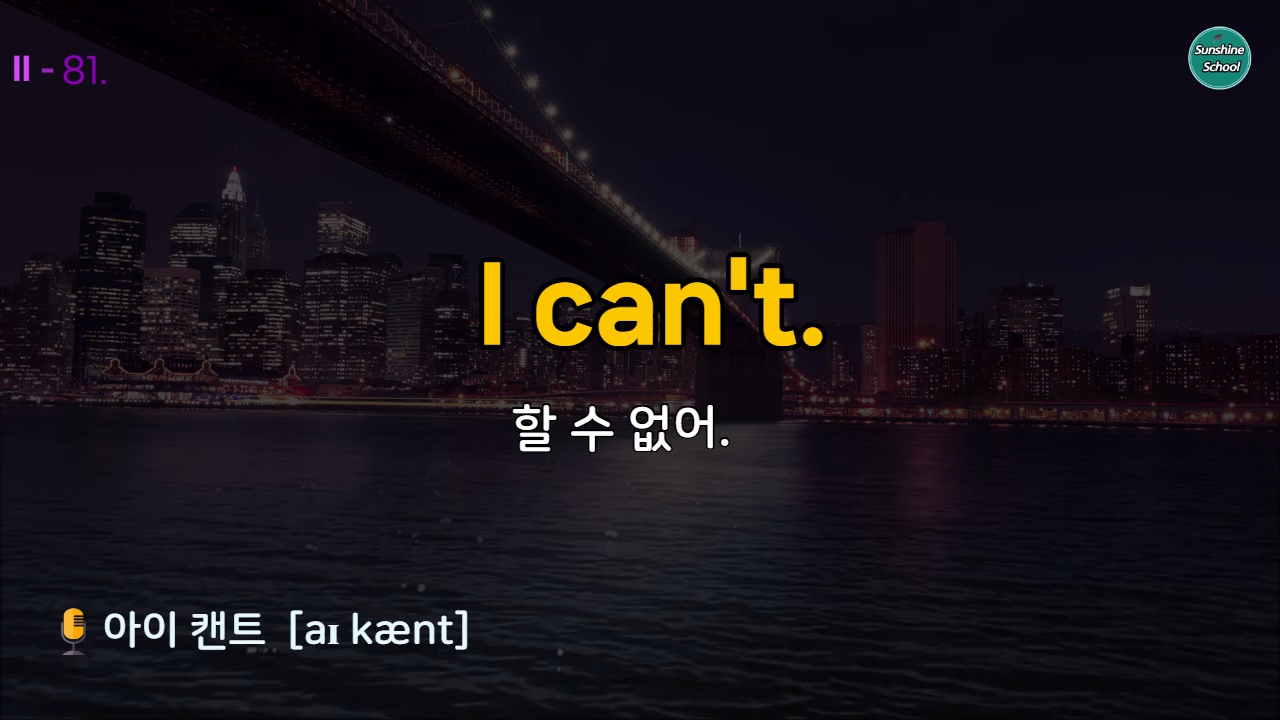 II - 81.
Sunshine
School
I can't.
할 수 없어.
아이 캔트 [aɪ kænt]